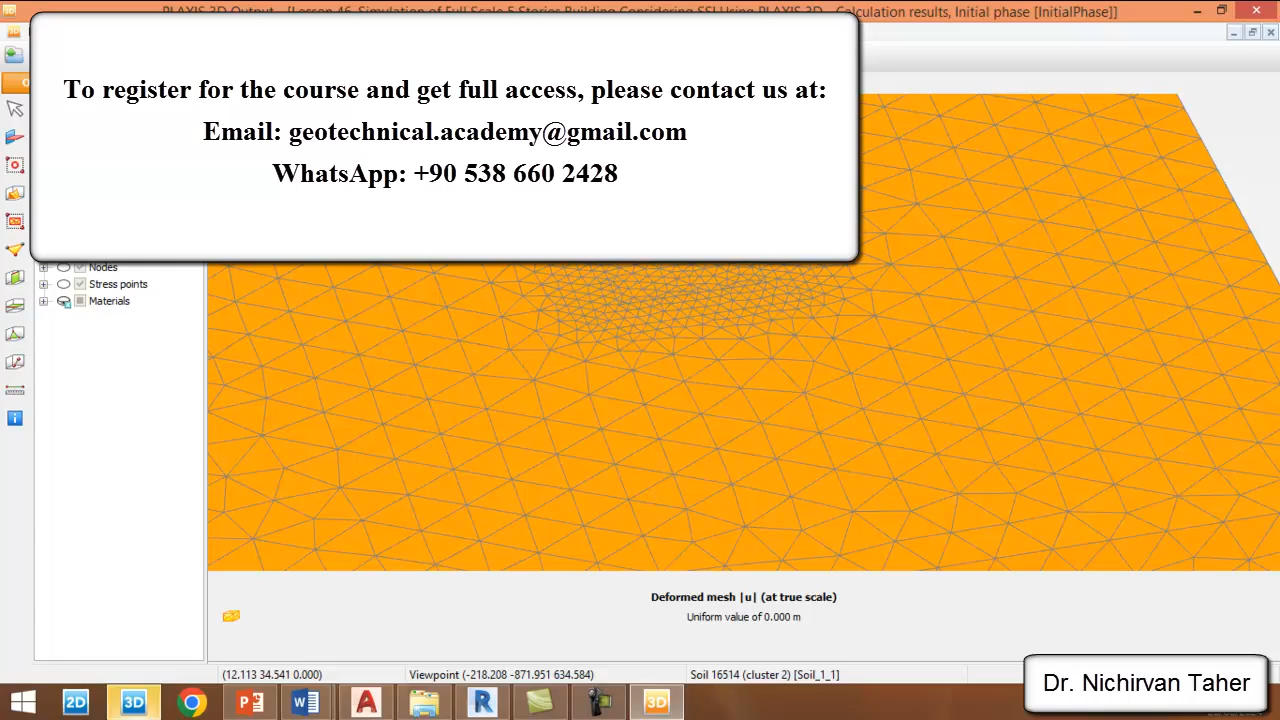 PLAXIS 3D Output - [Lesson 46. Simulation of Full Scale 5 Stories Building Considering SSI Using PLAXIS 3D - Calculation results, Initial phase [InitialPhase]]
To register for the course and get full access, please contact us at:
Email: geotechnical.academy@gmail.com
WhatsApp: +90 538 660 2428
Nodes
Stress points
Materials
Deformed mesh |u| (at true scale)
Uniform value of 0.000 m
(12.113 34.541 0.000)
Viewpoint (-218.208 -871.951 634.584)
Soil 16514 (cluster 2) [Soil_1_1]
Dr. Nichirvan Taher
2D
3D
3D